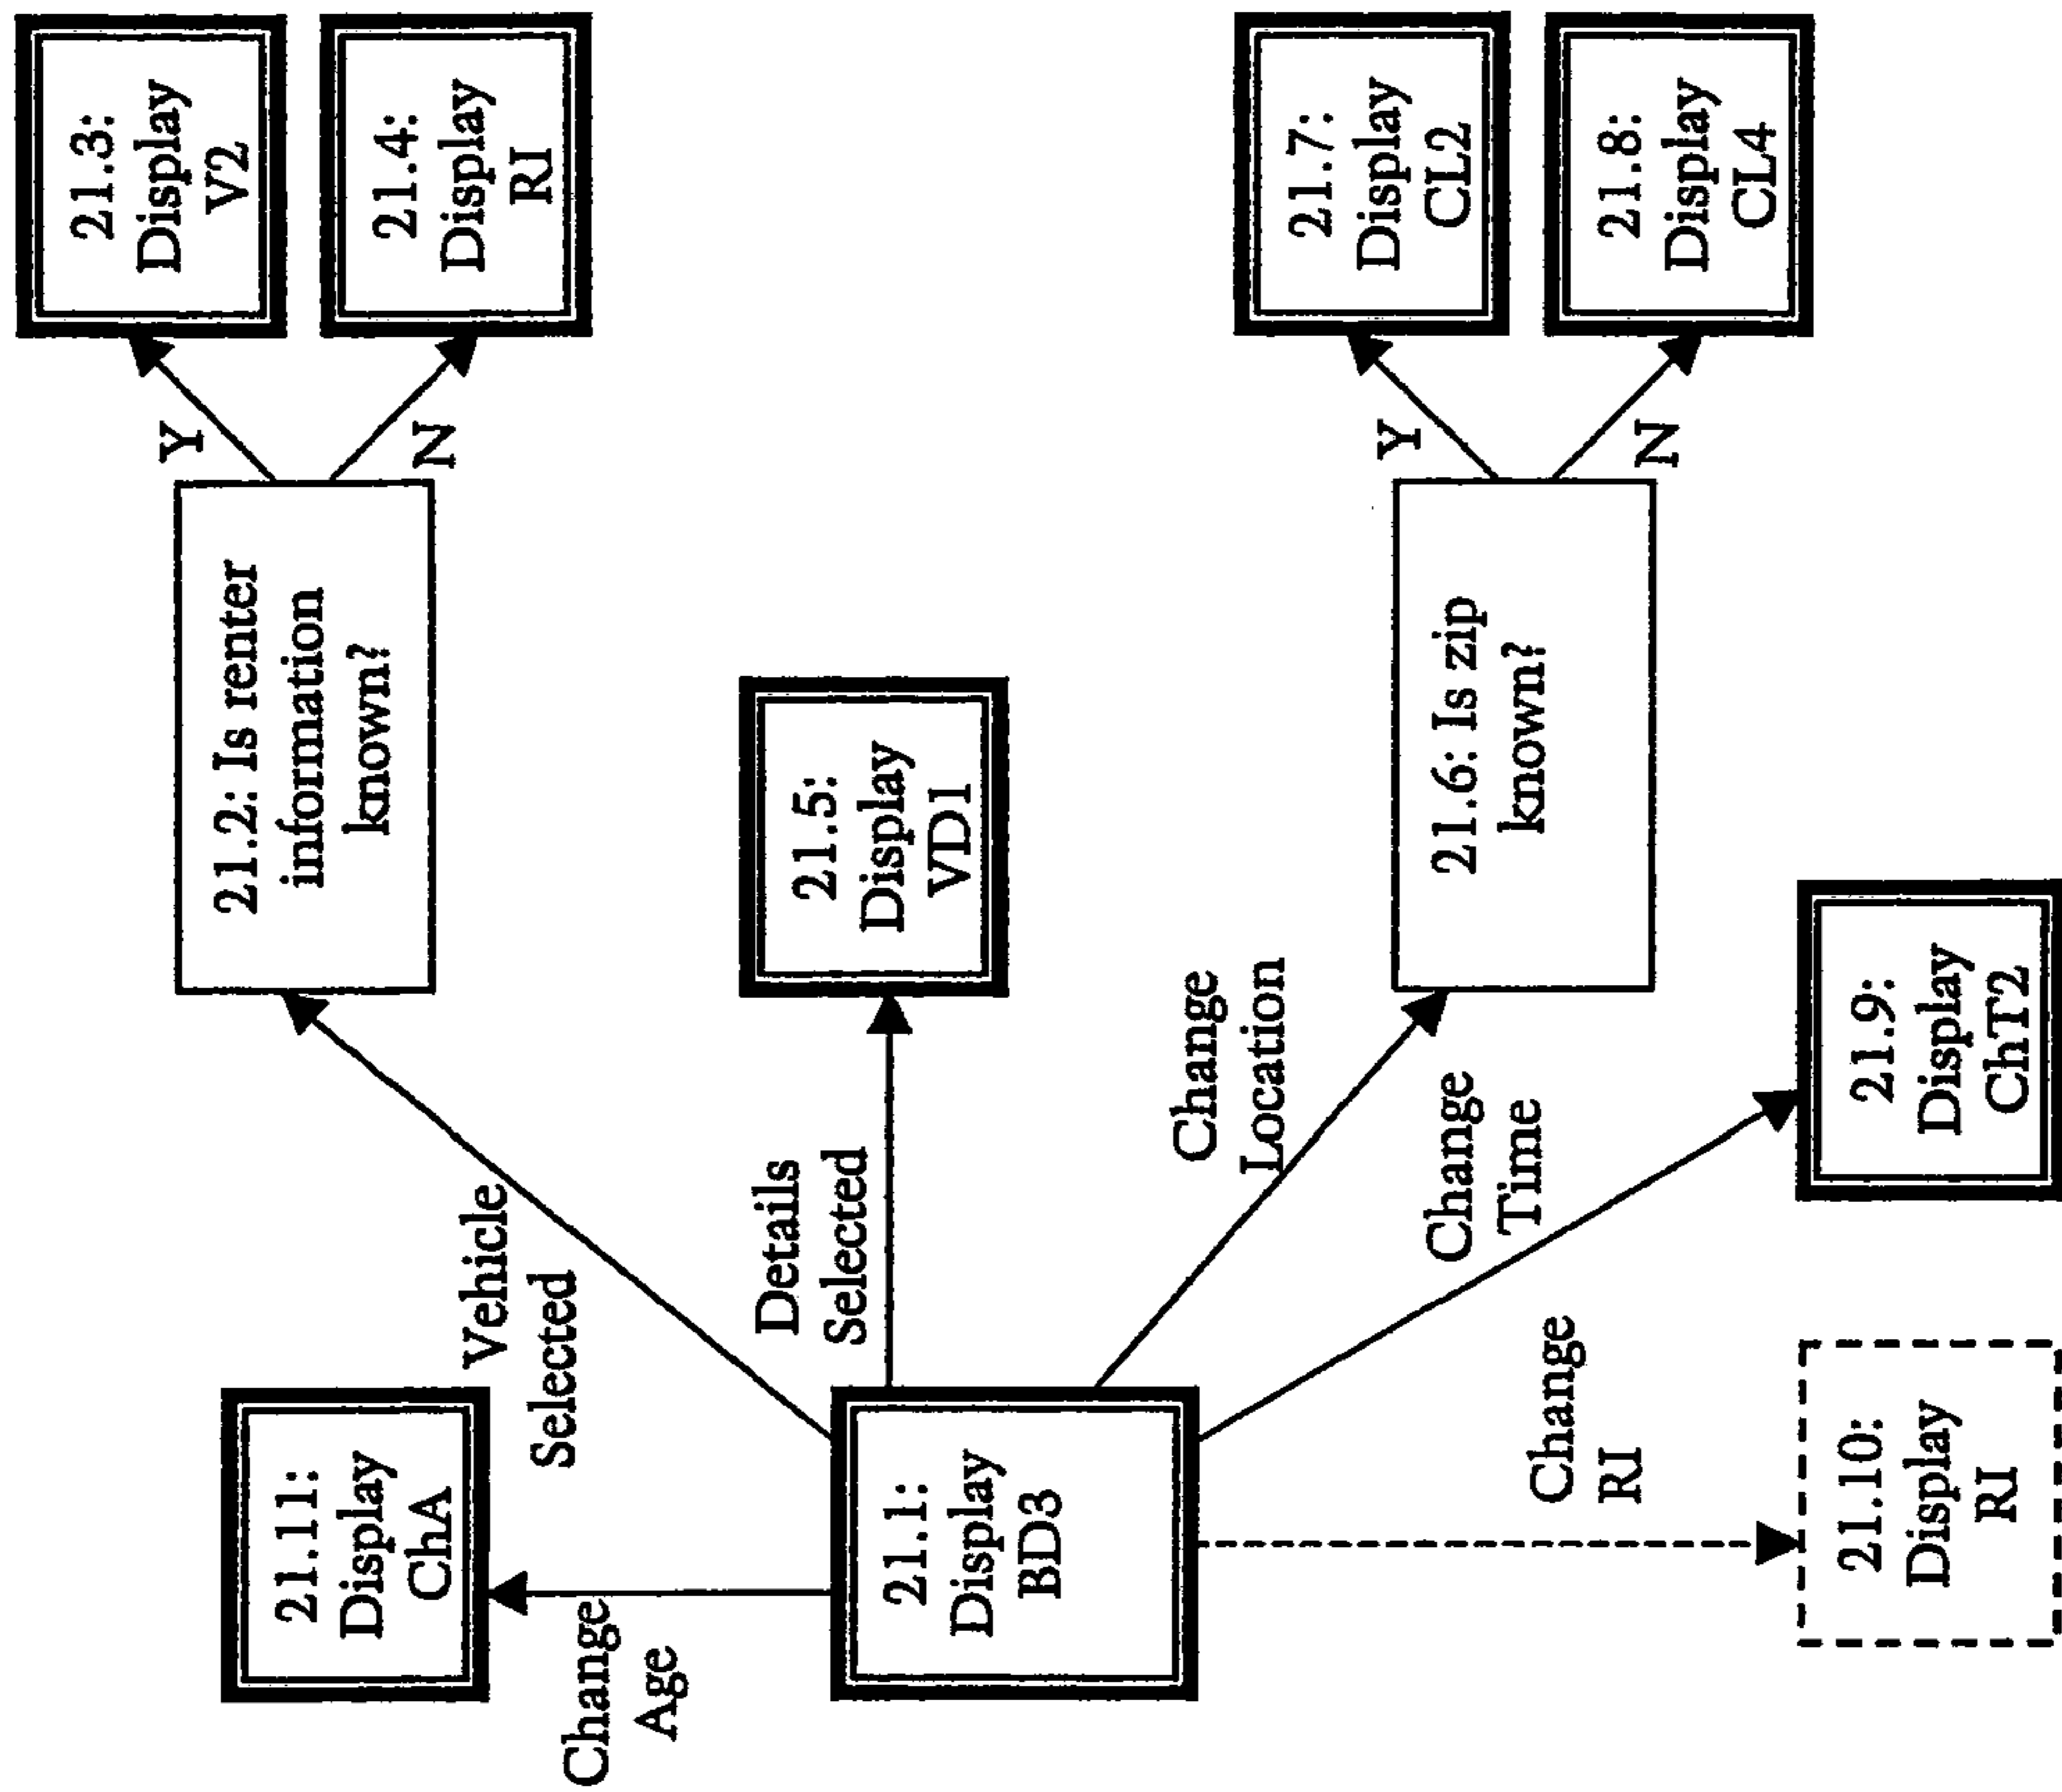 21.3:
Display
V2
21.4:
Display
RI
Y
N
21.2: Is renter
information
known?
21.7:
Display
CL2
21.8:
Display
CL4
Y
N
21.6: Is zip
known?
21.5:
Display
VD1
21.9:
Display
ChT2
Vehicle
Selected
Details
Selected
Change
Location
Change
Time
Change
RI
Change
Age
21.11:
Display
ChA
21.1:
Display
BD3
21.10:
Display
RI